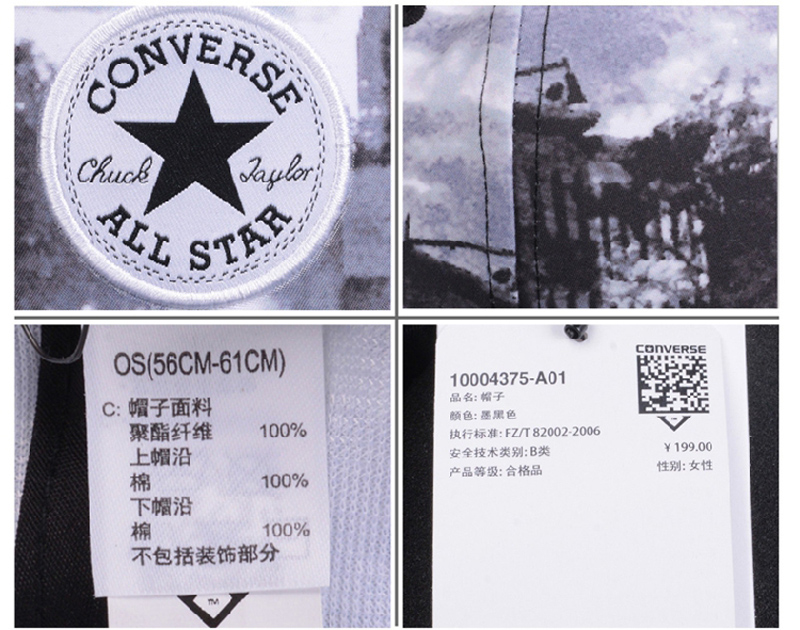 CONVERSE
Chuck Taylor
ALL STAR
OS(56CM-61CM)
C: 帽子面料
聚酯纤维 100%
上帽沿
棉 100%
下帽沿
棉 100%
不包括装饰部分
TM
CONVERSE
10004375-A01
品名: 帽子
颜色: 墨黑色
执行标准: FZ/T 82002-2006
安全技术类别: B类
¥ 199.00
产品等级: 合格品
性别: 女性